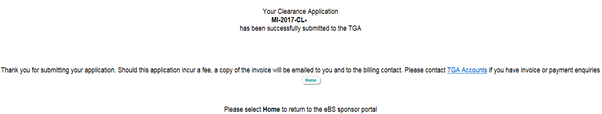 Your Clearance Application
MI-2017-CL-
has been successfully submitted to the TGA
Thank you for submitting your application. Should this application incur a fee, a copy of the invoice will be emailed to you and to the billing contact. Please contact TGA Accounts if you have invoice or payment enquiries
Home
Please select Home to return to the eBS sponsor portal